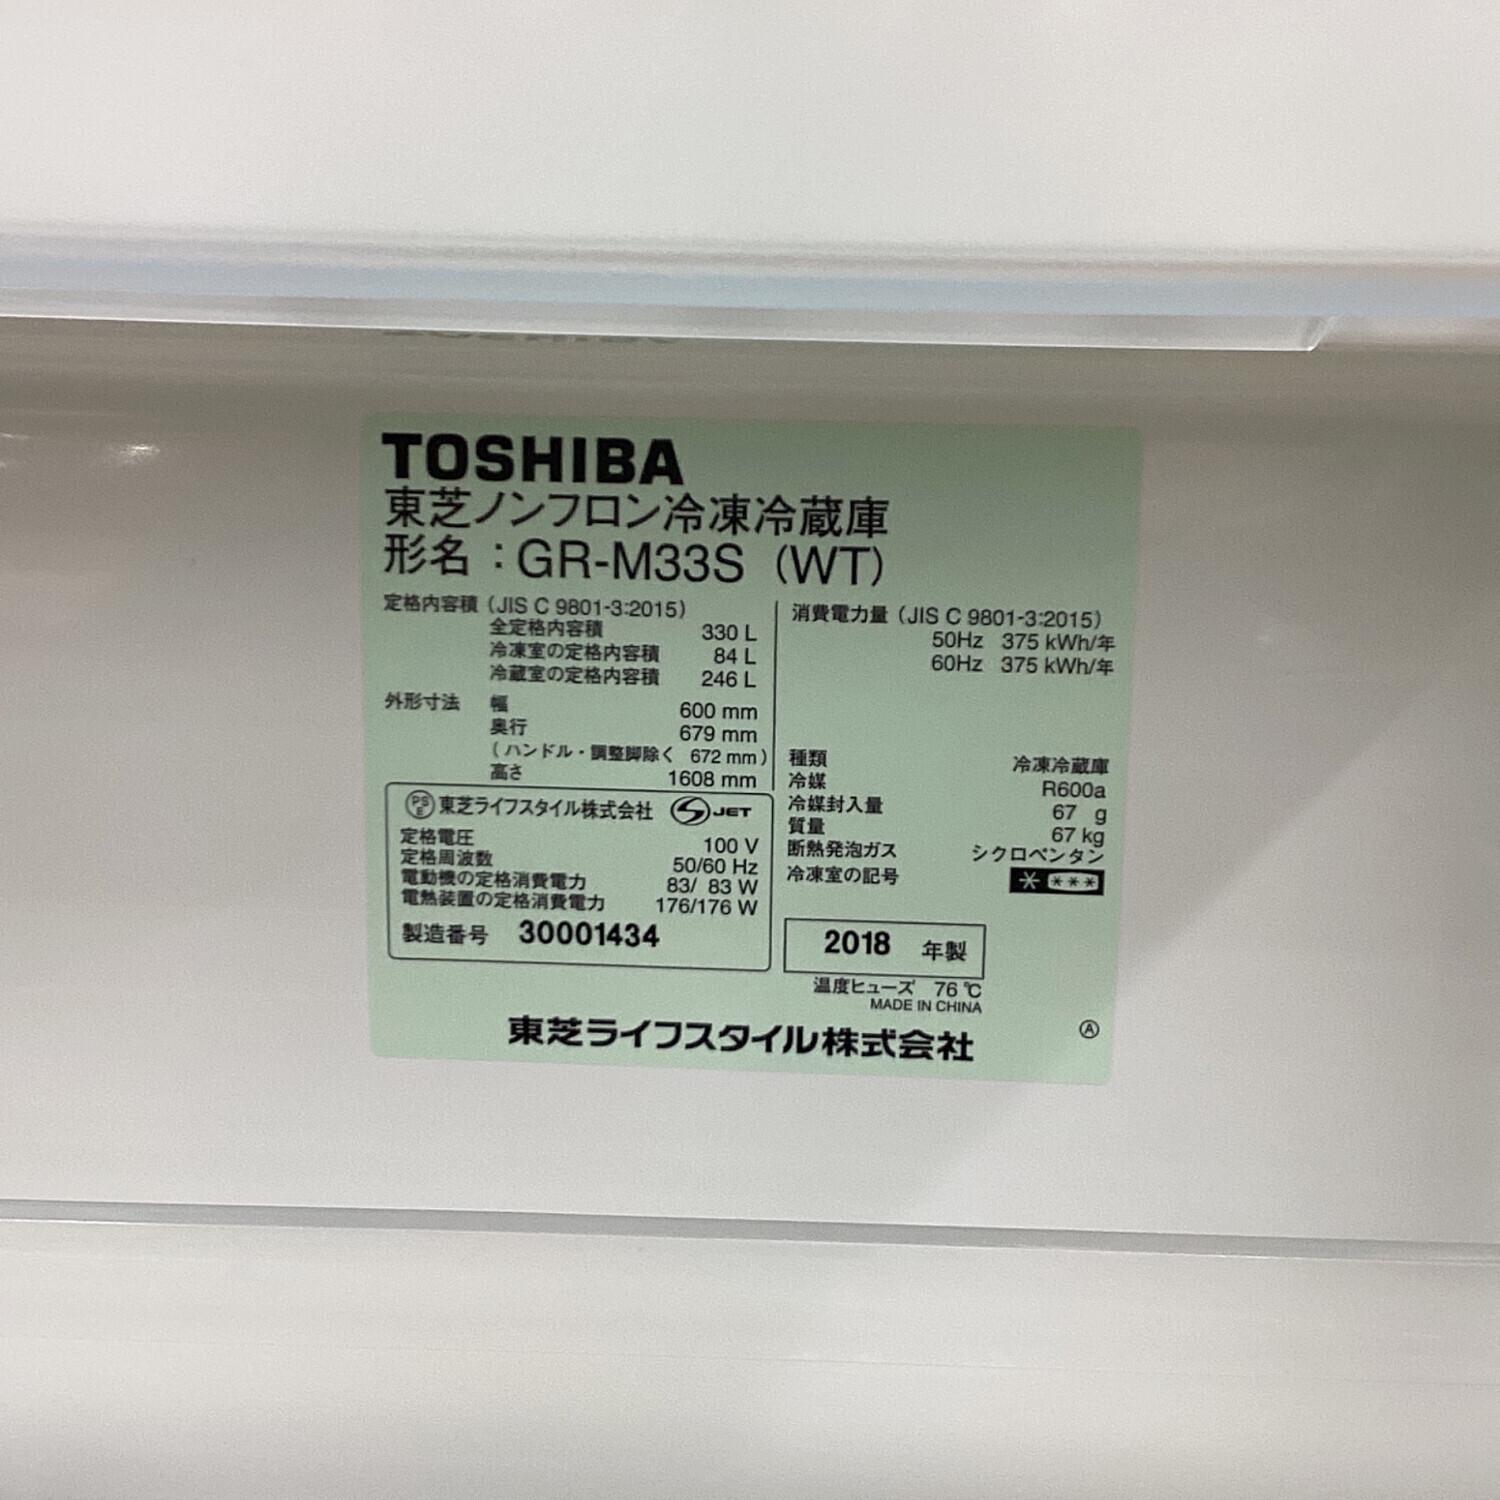 TOSHIBA
東芝ノンフロン冷凍冷蔵庫
形名：GR-M33S (WT)
定格内容積 (JIS C 9801-3:2015)
全定格内容積 330 L
冷凍室の定格内容積 84 L
冷蔵室の定格内容積 246 L
外形寸法 幅 600 mm
奥行 679 mm
(ハンドル・調整脚除く 672 mm)
高さ 1608 mm
消費電力量 (JIS C 9801-3:2015)
50Hz 375 kWh/年
60Hz 375 kWh/年
種類 冷凍冷蔵庫
冷媒 R600a
冷媒封入量 67 g
質量 67 kg
断熱発泡ガス シクロペンタン
冷凍室の記号
PSE 東芝ライフスタイル株式会社 JET
定格電圧 100 V
定格周波数 50/60 Hz
電動機の定格消費電力 83/ 83 W
電熱装置の定格消費電力 176/176 W
製造番号 30001434
2018 年製
温度ヒューズ 76 ℃
MADE IN CHINA
東芝ライフスタイル株式会社
Ⓐ